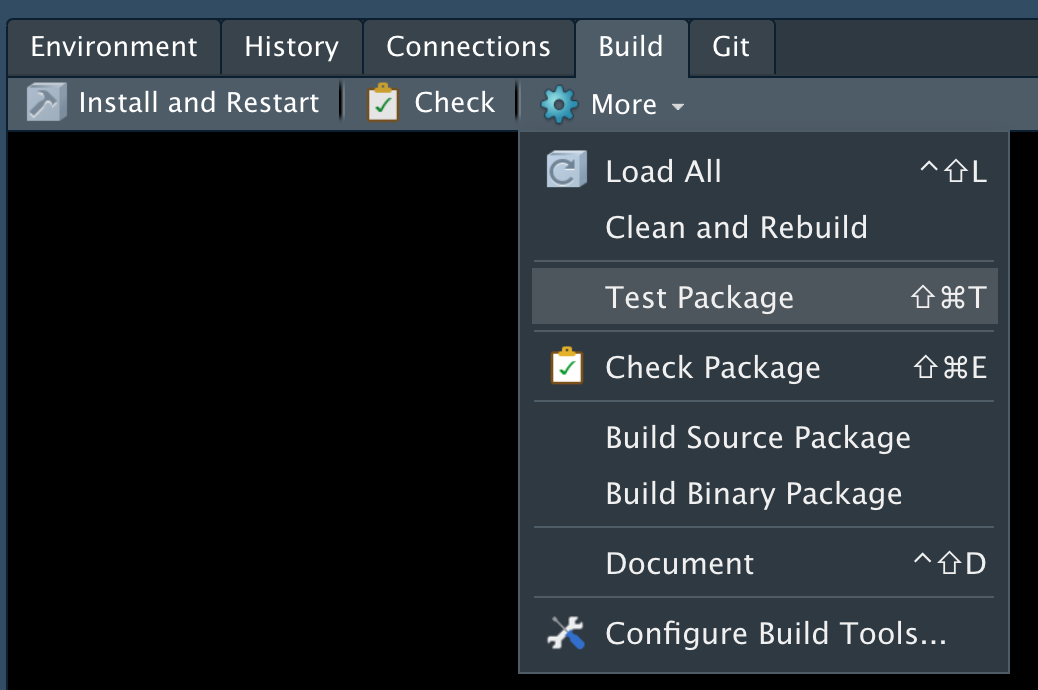 Environment History Connections Build Git
Install and Restart Check More
Load All ^⇧L
Clean and Rebuild
Test Package ⇧⌘T
Check Package ⇧⌘E
Build Source Package
Build Binary Package
Document ^⇧D
Configure Build Tools...